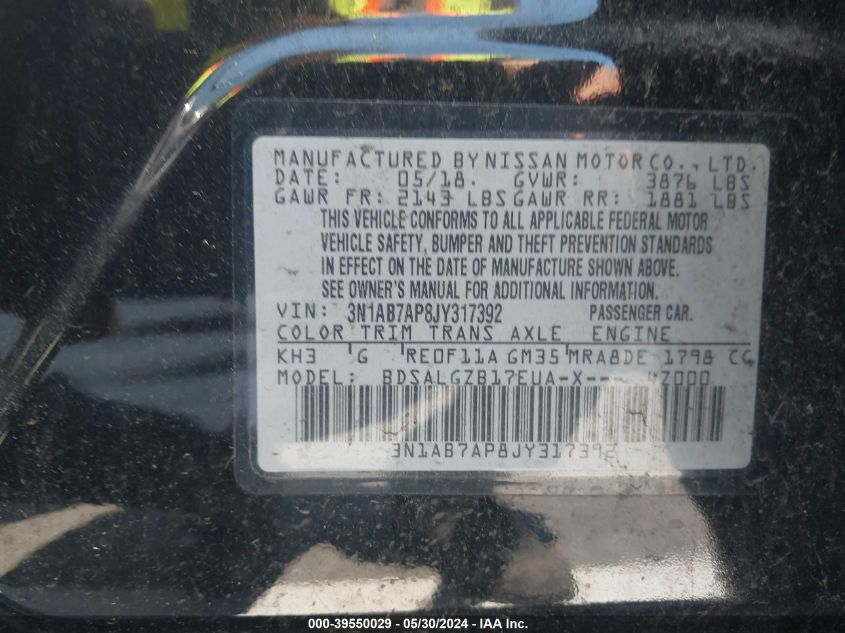 MANUFACTURED BY NISSAN MOTOR CO., LTD.
DATE: 05/18. GVWR: 3876 LBS
GAWR FR: 2143 LBS GAWR RR: 1881 LBS
THIS VEHICLE CONFORMS TO ALL APPLICABLE FEDERAL MOTOR
VEHICLE SAFETY, BUMPER AND THEFT PREVENTION STANDARDS
IN EFFECT ON THE DATE OF MANUFACTURE SHOWN ABOVE.
SEE OWNER'S MANUAL FOR ADDITIONAL INFORMATION.
VIN: 3N1AB7AP8JY317392 PASSENGER CAR.
COLOR TRIM TRANS AXLE ENGINE
KH3 G RE0F11A GM35 MRA8DE 1798 CC
MODEL: BDSALGZB17EUA-X---
3N1AB7AP8JY317392
000-39550029 - 05/30/2024 - IAA Inc.